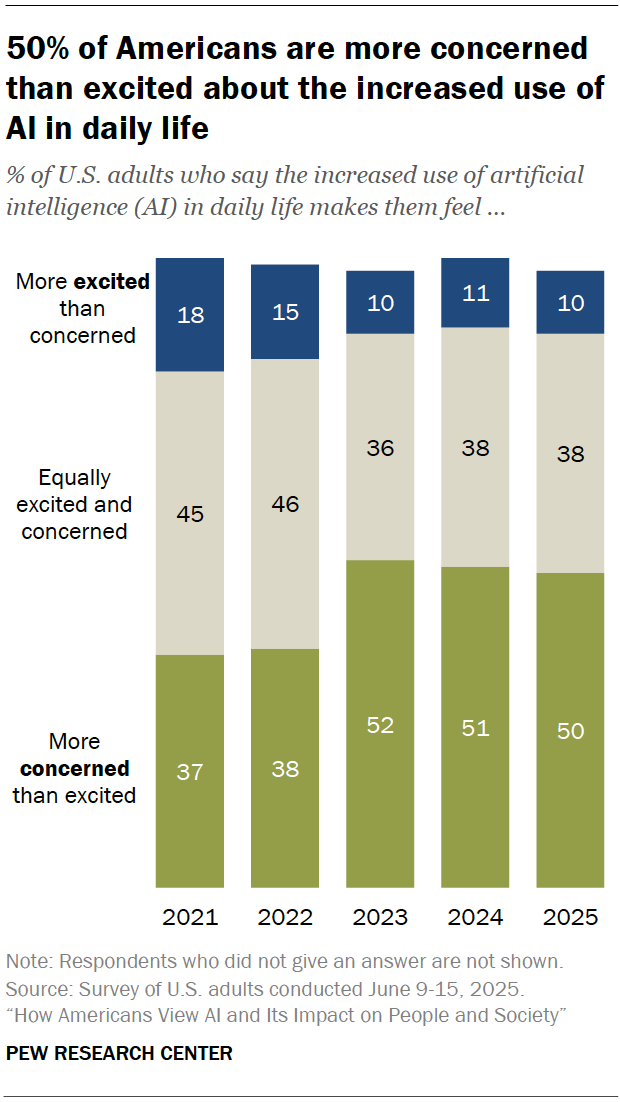 50% of Americans are more concerned
than excited about the increased use of
AI in daily life
% of U.S. adults who say the increased use of artificial
intelligence (AI) in daily life makes them feel ...
More excited
than
concerned
18
15
10
11
10
Equally
excited and
concerned
45
46
36
38
38
More
concerned
than excited
37
38
52
51
50
2021
2022
2023
2024
2025
Note: Respondents who did not give an answer are not shown.
Source: Survey of U.S. adults conducted June 9-15, 2025.
“How Americans View AI and Its Impact on People and Society”
PEW RESEARCH CENTER